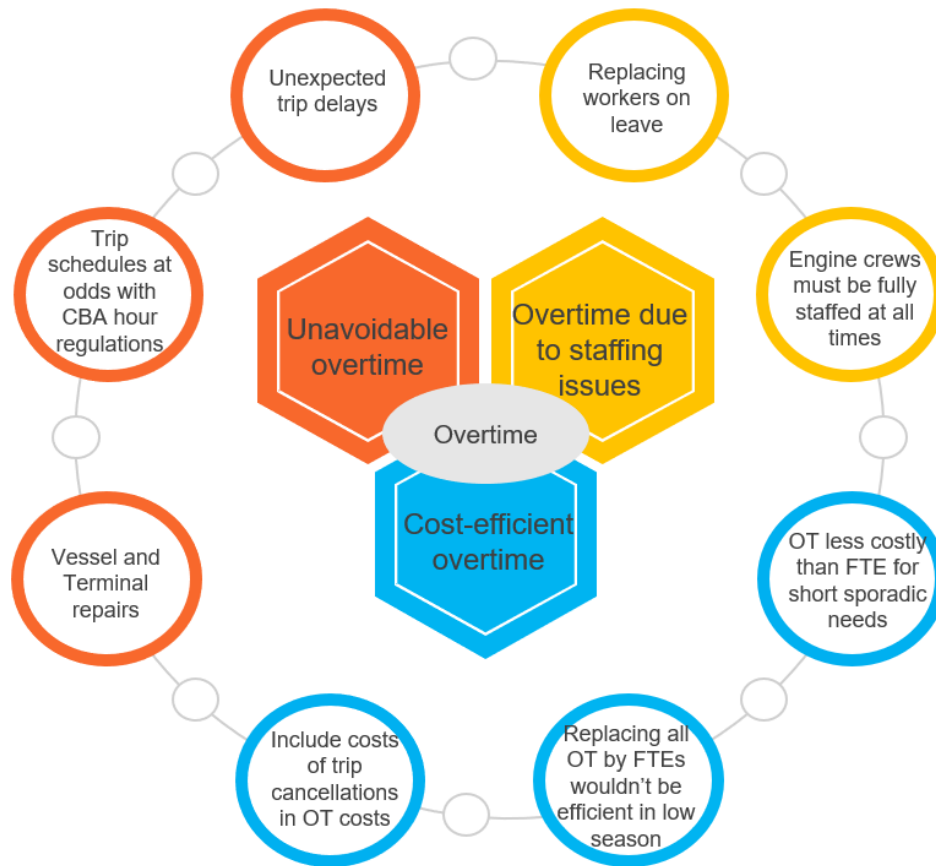 Unexpected
trip delays
Replacing
workers on
leave
Trip
schedules at
odds with
CBA hour
regulations
Engine crews
must be fully
staffed at all
times
Unavoidable
overtime
Overtime due
to staffing
issues
Overtime
Cost-efficient
overtime
Vessel and
Terminal
repairs
OT less costly
than FTE for
short sporadic
needs
Include costs
of trip
cancellations
in OT costs
Replacing all
OT by FTEs
wouldn’t be
efficient in low
season